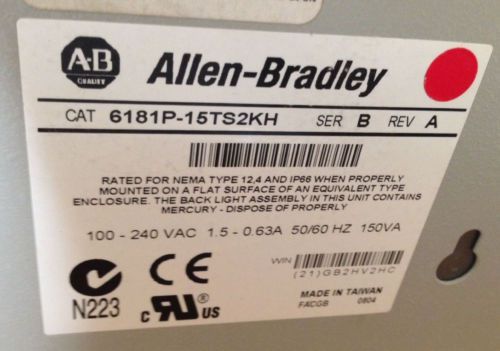 A-B
QUALITY
Allen-Bradley
CAT 6181P-15TS2KH SER B REV A
RATED FOR NEMA TYPE 12,4 AND IP66 WHEN PROPERLY
MOUNTED ON A FLAT SURFACE OF AN EQUIVALENT TYPE
ENCLOSURE. THE BACK LIGHT ASSEMBLY IN THIS UNIT CONTAINS
MERCURY - DISPOSE OF PROPERLY
100 - 240 VAC 1.5 - 0.63A 50/60 HZ 150VA
WIN
(21)GB2HV2HC
N223
CE
c RU US
MADE IN TAIWAN
FACGB 0804